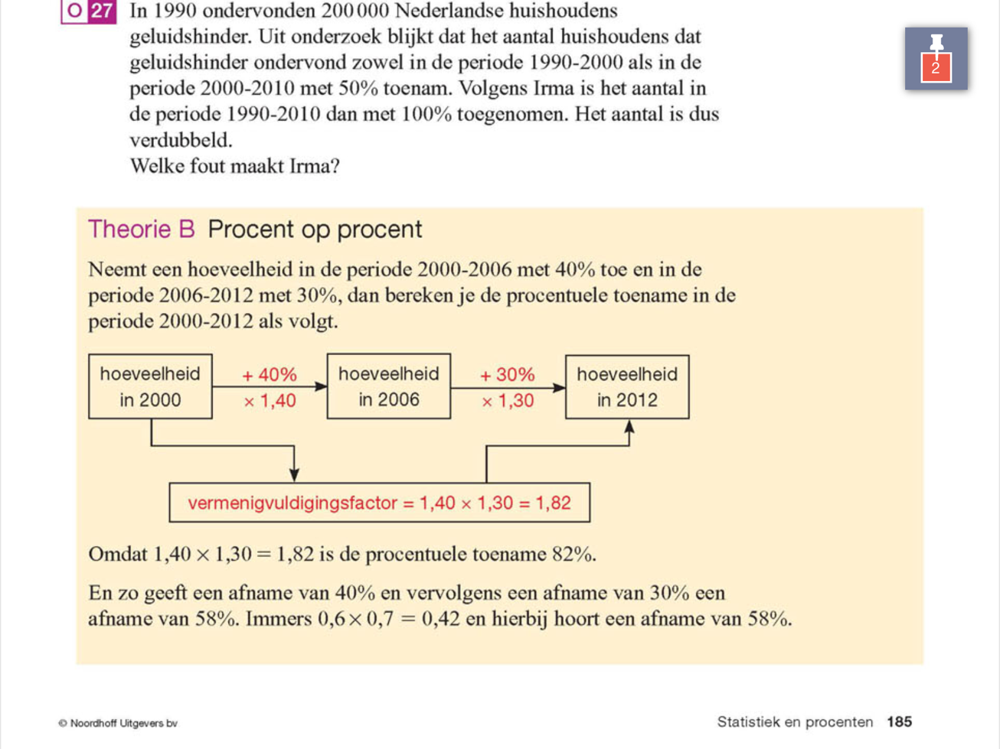 O 27 In 1990 ondervonden 200 000 Nederlandse huishoudens
geluidshinder. Uit onderzoek blijkt dat het aantal huishoudens dat
geluidshinder ondervond zowel in de periode 1990-2000 als in de
periode 2000-2010 met 50% toenam. Volgens Irma is het aantal in
de periode 1990-2010 dan met 100% toegenomen. Het aantal is dus
verdubbeld.
Welke fout maakt Irma?
2
Theorie B Procent op procent
Neemt een hoeveelheid in de periode 2000-2006 met 40% toe en in de
periode 2006-2012 met 30%, dan bereken je de procentuele toename in de
periode 2000-2012 als volgt.
hoeveelheid
in 2000
+ 40%
× 1,40
hoeveelheid
in 2006
+ 30%
× 1,30
hoeveelheid
in 2012
vermenigvuldigingsfactor = 1,40 × 1,30 = 1,82
Omdat 1,40 × 1,30 = 1,82 is de procentuele toename 82%.
En zo geeft een afname van 40% en vervolgens een afname van 30% een
afname van 58%. Immers 0,6 × 0,7 = 0,42 en hierbij hoort een afname van 58%.
© Noordhoff Uitgevers bv
Statistiek en procenten 185